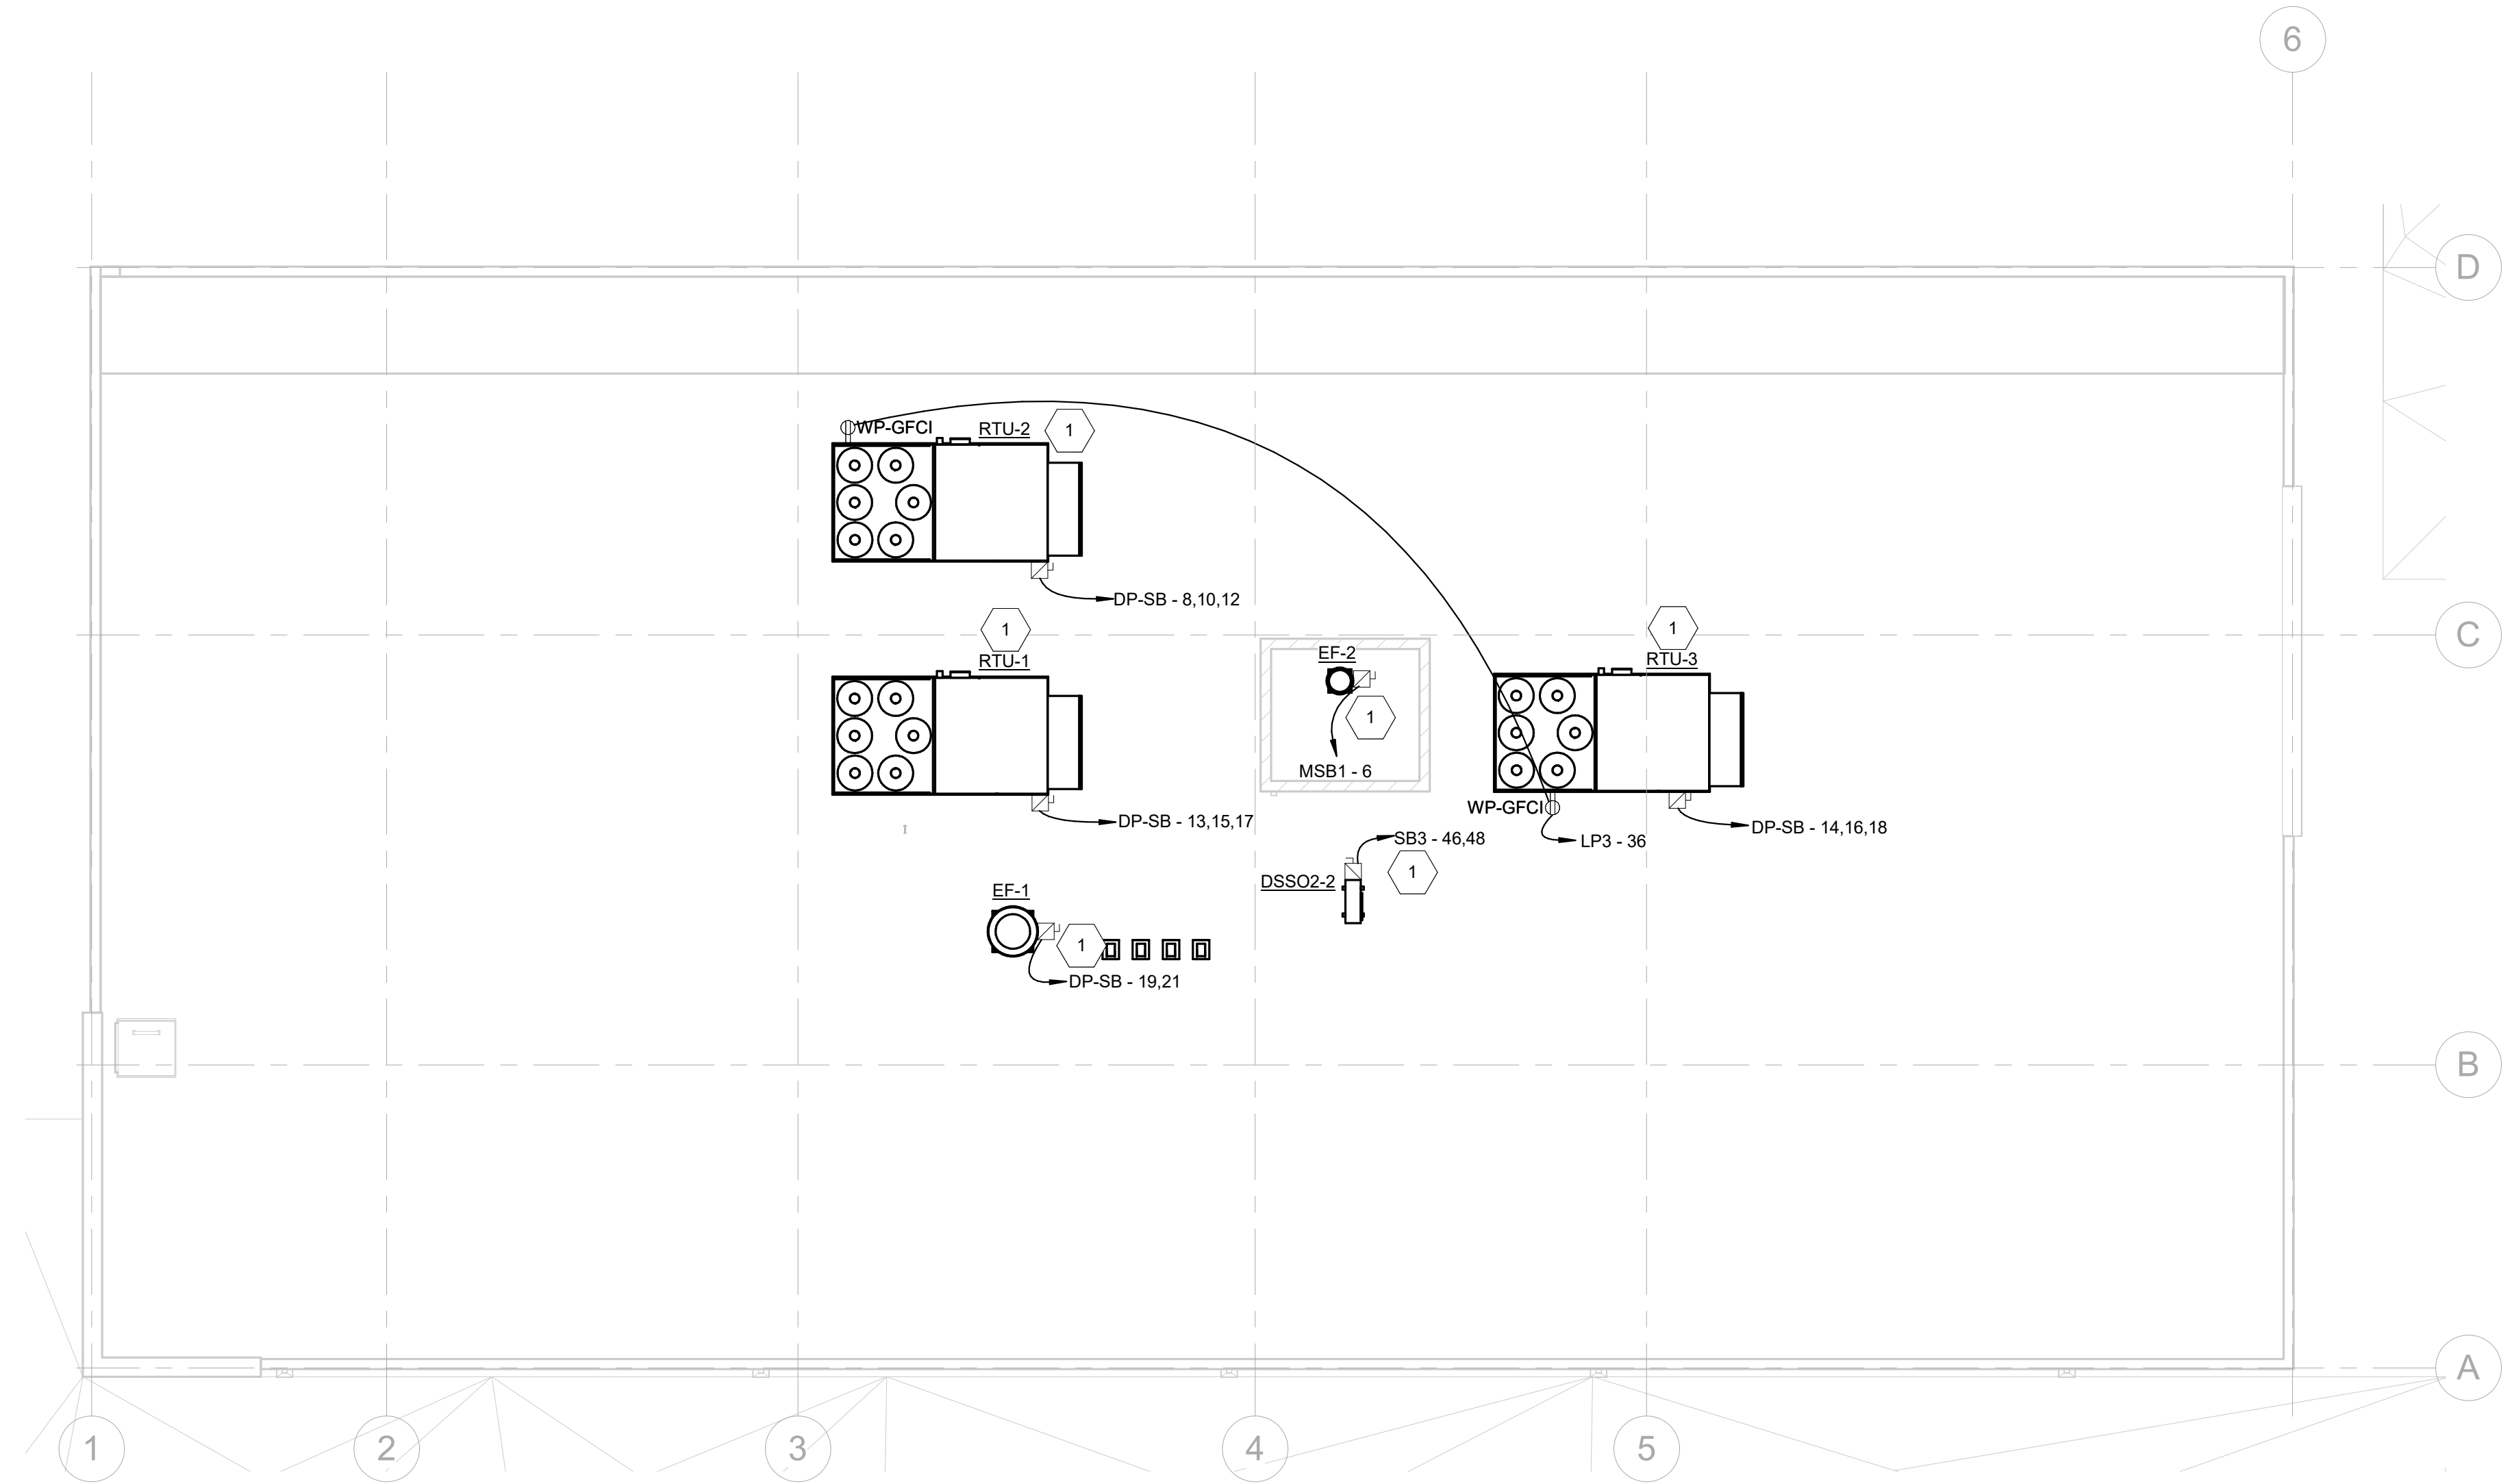 6
D
WP-GFCI
RTU-2
1
DP-SB - 8,10,12
1
1
C
RTU-1
EF-2
RTU-3
1
MSB1 - 6
WP-GFCI
DP-SB - 13,15,17
DP-SB - 14,16,18
SB3 - 46,48
LP3 - 36
1
DSSO2-2
EF-1
1
DP-SB - 19,21
B
A
1
2
3
4
5